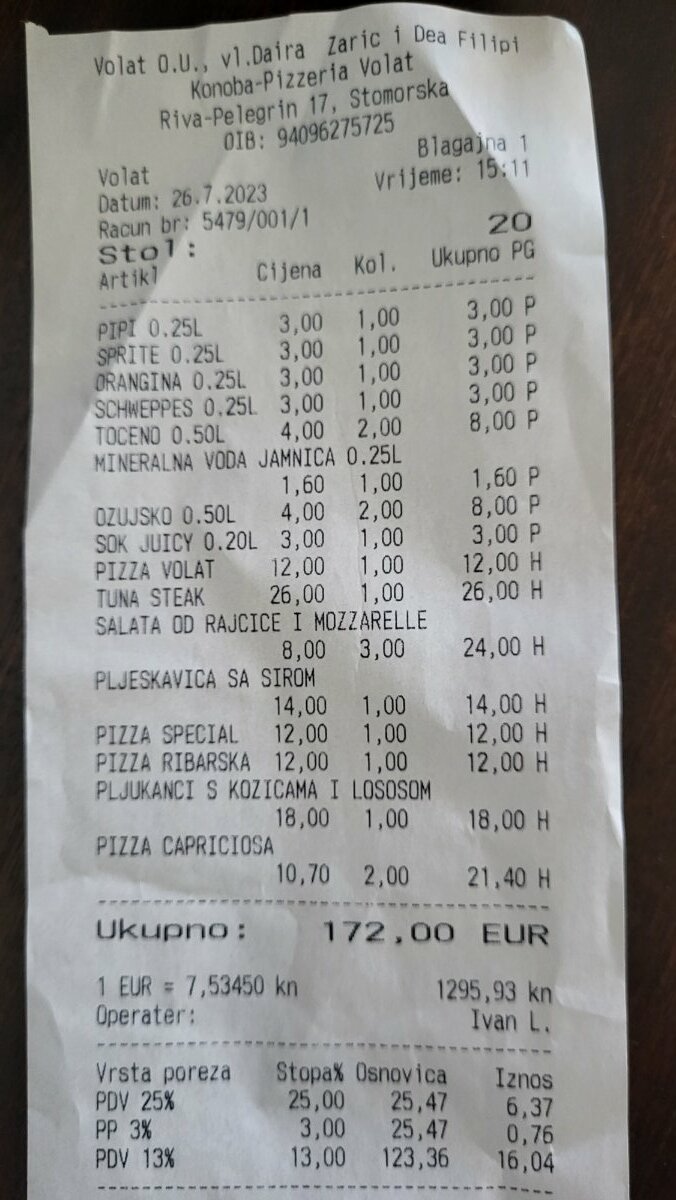 Volat O.U., vl.Daira Zaric i Dea Filipi
Konoba-Pizzeria Volat
Riva-Pelegrin 17, Stomorska
OIB: 94096275725
Blagajna 1
Volat
Vrijeme: 15:11
Datum: 26.7.2023
Racun br: 5479/001/1
Stol: 20
Artikl Cijena Kol. Ukupno PG
PIPI 0.25L 3,00 1,00 3,00 P
SPRITE 0.25L 3,00 1,00 3,00 P
ORANGINA 0.25L 3,00 1,00 3,00 P
SCHWEPPES 0.25L 3,00 1,00 3,00 P
TOCENO 0.50L 4,00 2,00 8,00 P
MINERALNA VODA JAMNICA 0.25L
1,60 1,00 1,60 P
OZUJSKO 0.50L 4,00 2,00 8,00 P
SOK JUICY 0.20L 3,00 1,00 3,00 P
PIZZA VOLAT 12,00 1,00 12,00 H
TUNA STEAK 26,00 1,00 26,00 H
SALATA OD RAJCICE I MOZZARELLE
8,00 3,00 24,00 H
PLJESKAVICA SA SIROM
14,00 1,00 14,00 H
PIZZA SPECIAL 12,00 1,00 12,00 H
PIZZA RIBARSKA 12,00 1,00 12,00 H
PLJUKANCI S KOZICAMA I LOSOSOM
18,00 1,00 18,00 H
PIZZA CAPRICIOSA
10,70 2,00 21,40 H
Ukupno: 172,00 EUR
1 EUR = 7,53450 kn 1295,93 kn
Operater: Ivan L.
Vrsta poreza Stopa% Osnovica Iznos
PDV 25% 25,00 25,47 6,37
PP 3% 3,00 25,47 0,76
PDV 13% 13,00 123,36 16,04